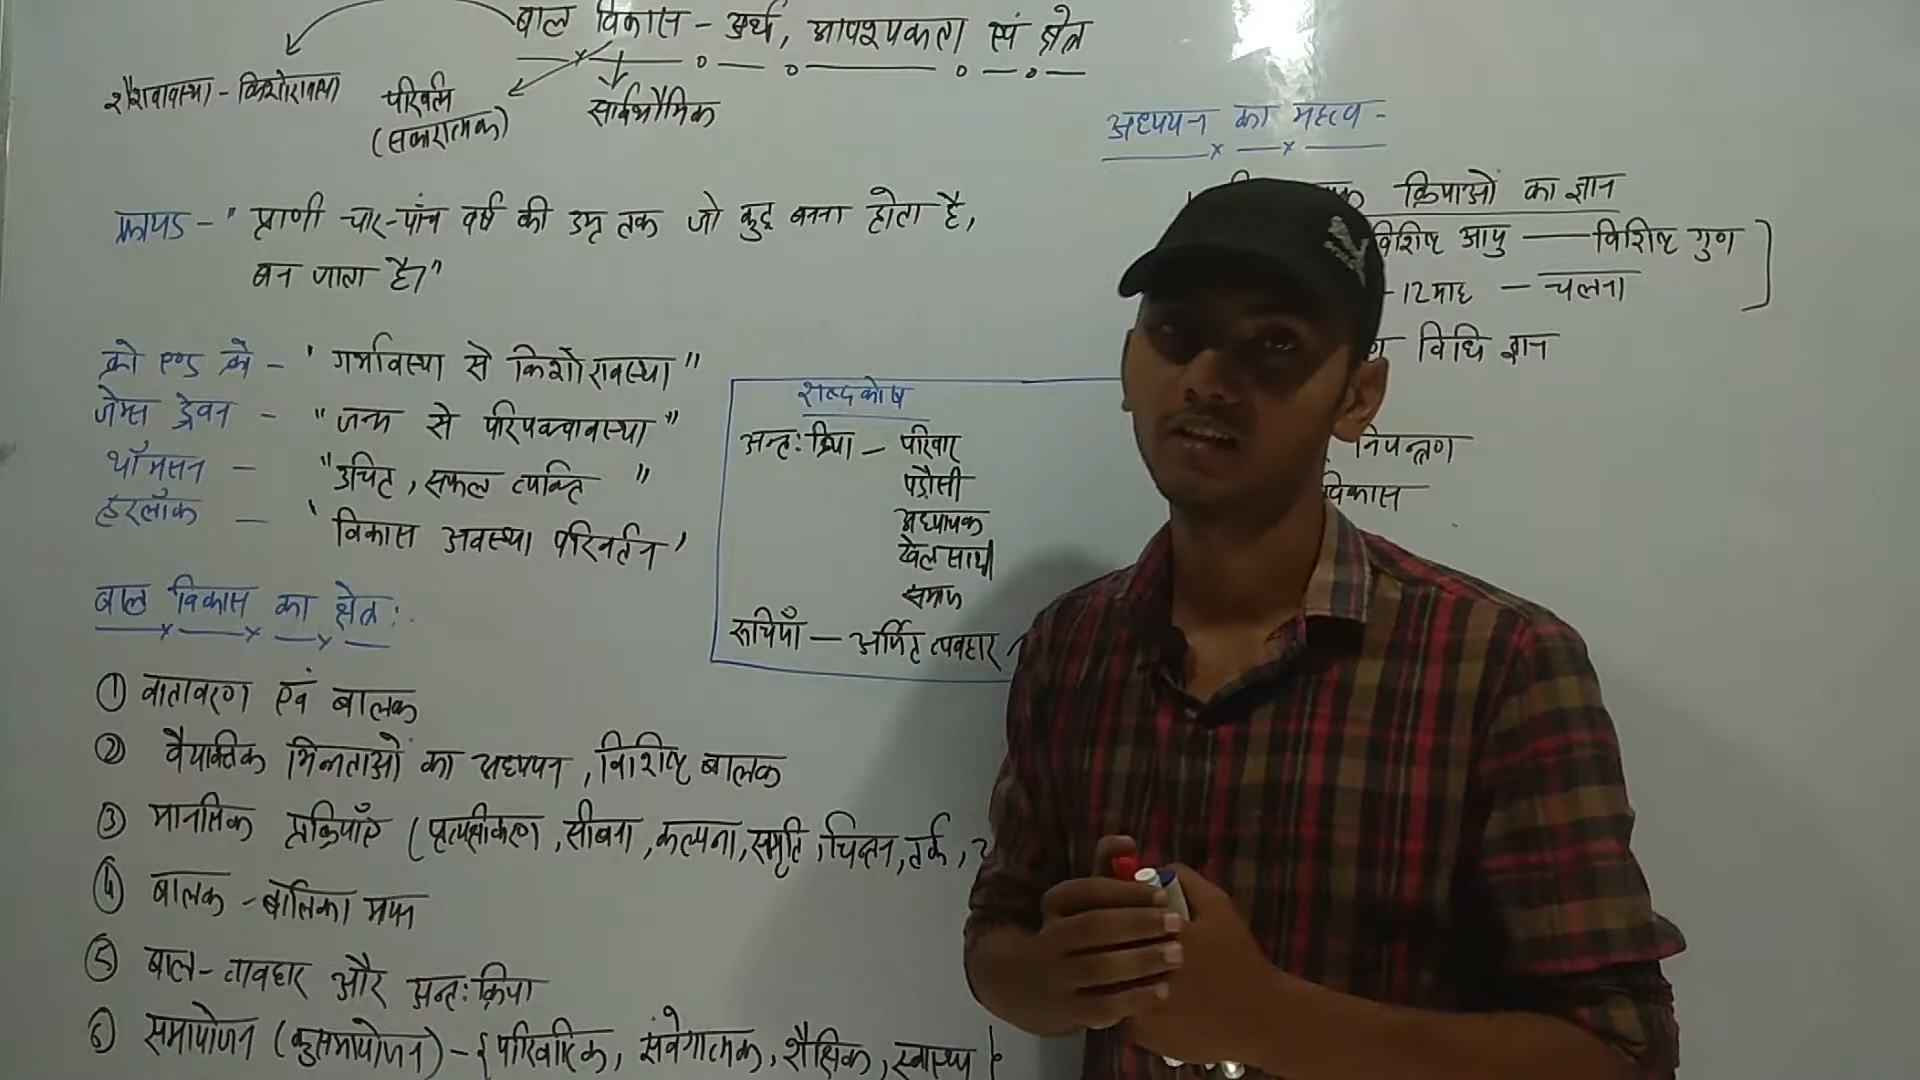 बाल विकास - अर्थ, आवश्यकता एवं क्षेत्र
शैशवावस्था - किशोरावस्था
परिवर्तन
(सकारात्मक)
सार्वभौमिक
फ्रायड - "प्राणी चार-पाँच वर्ष की उम्र तक जो कुछ बनना होता है,
बन जाता है।"
क्रो एण्ड क्रो - "गर्भावस्था से किशोरावस्था"
जेम्स ड्रेवन - "जन्म से परिपक्वावस्था"
थॉमसन - "उचित, सफल व्यक्ति"
हरलॉक - 'विकास अवस्था परिवर्तन'
बाल विकास का क्षेत्र :
① वातावरण एवं बालक
② वैयक्तिक भिन्नताओं का अध्ययन, विशिष्ट बालक
③ मानसिक प्रक्रियाएँ (प्रत्यक्षीकरण, सीखना, कल्पना, स्मृति, चिन्तन, तर्क,
④ बालक - बालिका मापन
⑤ बाल - व्यवहार और अन्तःक्रिया
⑥ समायोजन (कुसमायोजन) - {पारिवारिक, संवेगात्मक, शैक्षिक, स्वास्थ्य}
शब्दकोष
अन्तःक्रिया - परिवार
पड़ौसी
अध्यापक
खेल साथी
समाज
रूचियाँ - अर्जित व्यवहार
अध्ययन का महत्व -
क्रियाओं का ज्ञान
विशिष्ट आयु — विशिष्ट गुण
-12 माह - चलना
विधि ज्ञान
नियन्त्रण
विकास